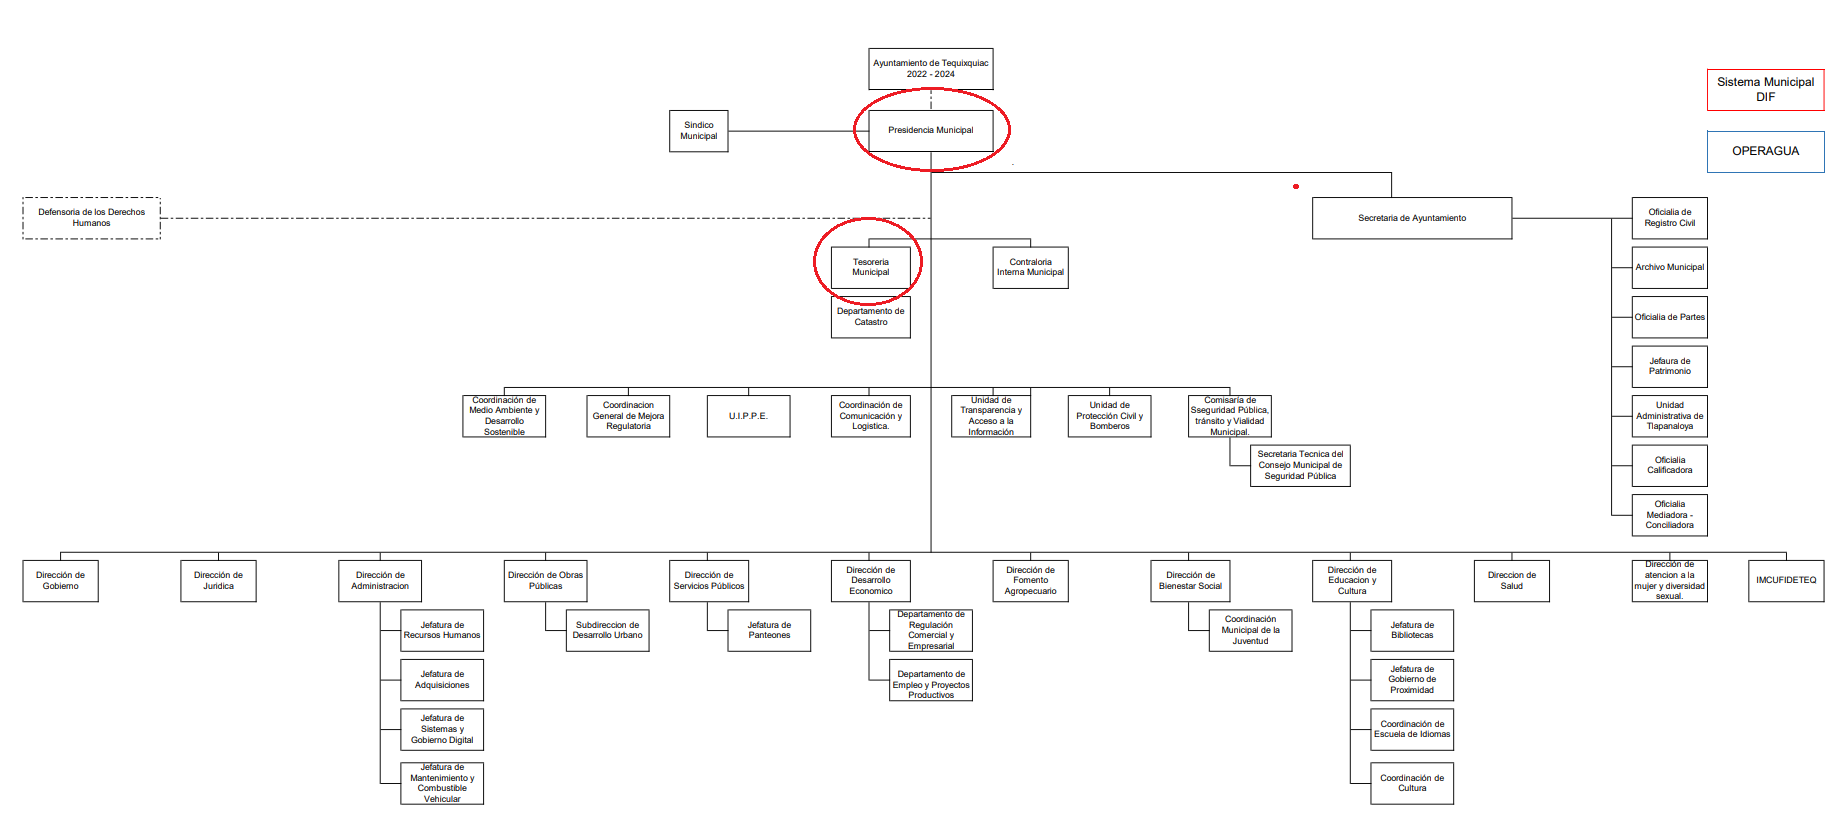 Ayuntamiento de Tequixquiac
2022 - 2024
Sistema Municipal
DIF
Sindico
Municipal
Presidencia Municipal
OPERAGUA
Defensoria de los Derechos
Humanos
Secretaria de Ayuntamiento
Oficialia de
Registro Civil
Tesoreria
Municipal
Contraloria
Interna Municipal
Archivo Municipal
Departamento de
Catastro
Oficialia de Partes
Jefaura de
Patrimonio
Coordinación de
Medio Ambiente y
Desarrollo
Sostenible
Coordinacion
General de Mejora
Regulatoria
U.I.P.P.E.
Coordinación de
Comunicación y
Logistica.
Unidad de
Transparencia y
Acceso a la
Información
Unidad de
Protección Civil y
Bomberos
Comisaría de
Sseguridad Pública,
tránsito y Vialidad
Municipal.
Unidad
Administrativa de
Tlapanaloya
Secretaria Tecnica del
Consejo Municipal de
Seguridad Pública
Oficialia
Calificadora
Oficialia
Mediadora -
Conciliadora
Dirección de
Gobierno
Dirección de
Juridica
Dirección de
Administracion
Dirección de Obras
Públicas
Dirección de
Servicios Públicos
Dirección de
Desarrollo
Economico
Dirección de
Fomento
Agropecuario
Dirección de
Bienestar Social
Dirección de
Educacion y
Cultura
Direccion de
Salud
Dirección de
atencion a la
mujer y diversidad
sexual.
IMCUFIDETEQ
Jefatura de
Recursos Humanos
Subdireccion de
Desarrollo Urbano
Jefatura de
Panteones
Departamento de
Regulación
Comercial y
Empresarial
Coordinación
Municipal de la
Juventud
Jefatura de
Bibliotecas
Jefatura de
Adquisiciones
Departamento de
Empleo y Proyectos
Productivos
Jefatura de
Gobierno de
Proximidad
Jefatura de
Sistemas y
Gobierno Digital
Coordinación de
Escuela de Idiomas
Jefatura de
Mantenimiento y
Combustible
Vehicular
Coordinación de
Cultura